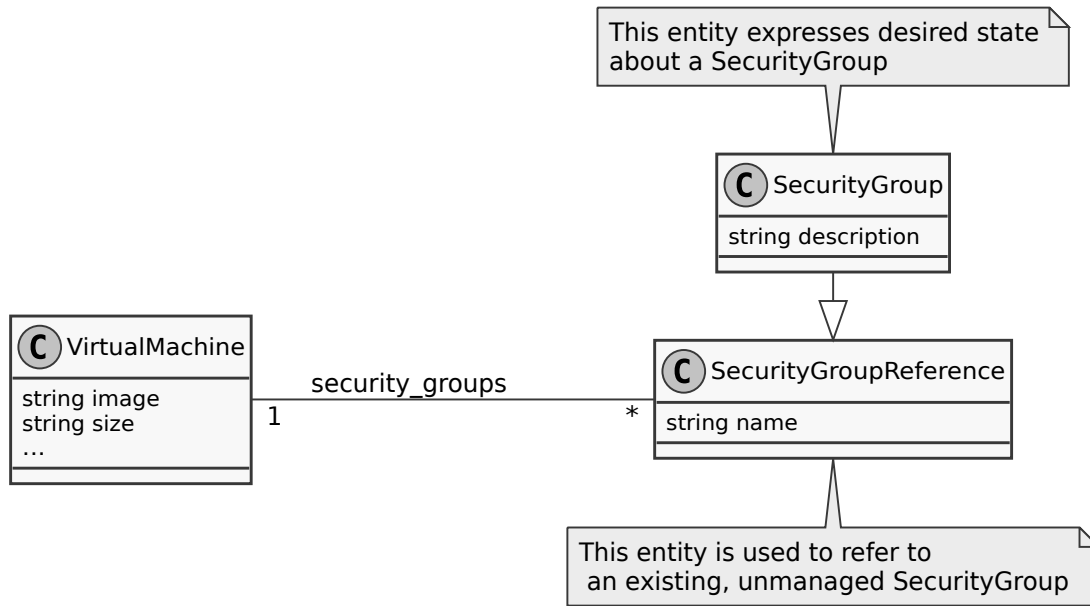 This entity expresses desired state
about a SecurityGroup
C SecurityGroup
string description
C VirtualMachine
string image
string size
...
security_groups
1
*
C SecurityGroupReference
string name
This entity is used to refer to
an existing, unmanaged SecurityGroup